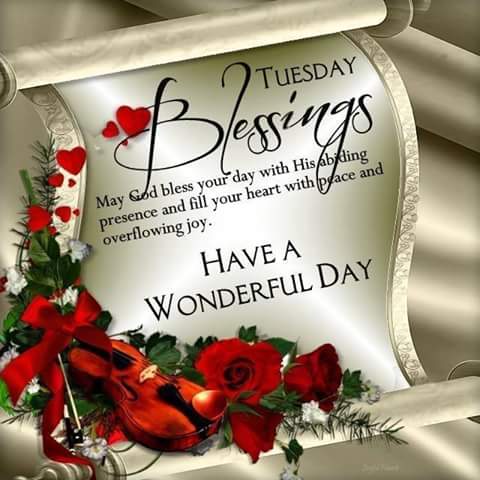 TUESDAY
Blessings
May God bless your day with His abiding
presence and fill your heart with peace and
overflowing joy.
HAVE A
WONDERFUL DAY